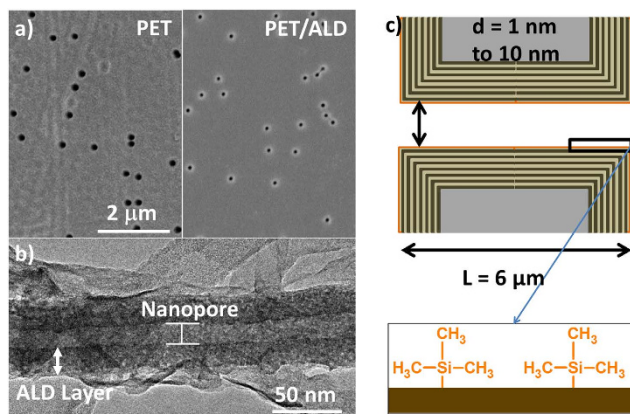 a)
PET
PET/ALD
2 μm
b)
Nanopore
ALD Layer
50 nm
c)
d = 1 nm
to 10 nm
L = 6 μm
CH₃ CH₃
H₃C—Si—CH₃ H₃C—Si—CH₃